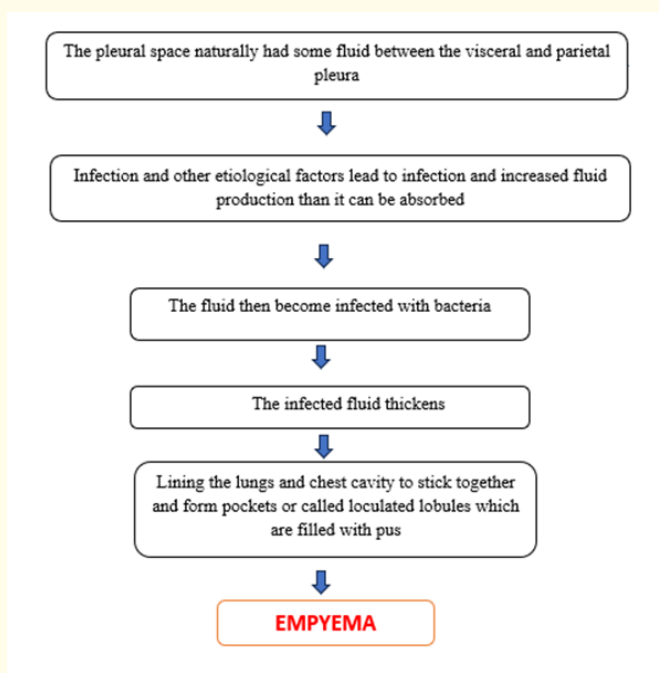 The pleural space naturally had some fluid between the visceral and parietal
pleura
Infection and other etiological factors lead to infection and increased fluid
production than it can be absorbed
The fluid then become infected with bacteria
The infected fluid thickens
Lining the lungs and chest cavity to stick together
and form pockets or called loculated lobules which
are filled with pus
EMPYEMA